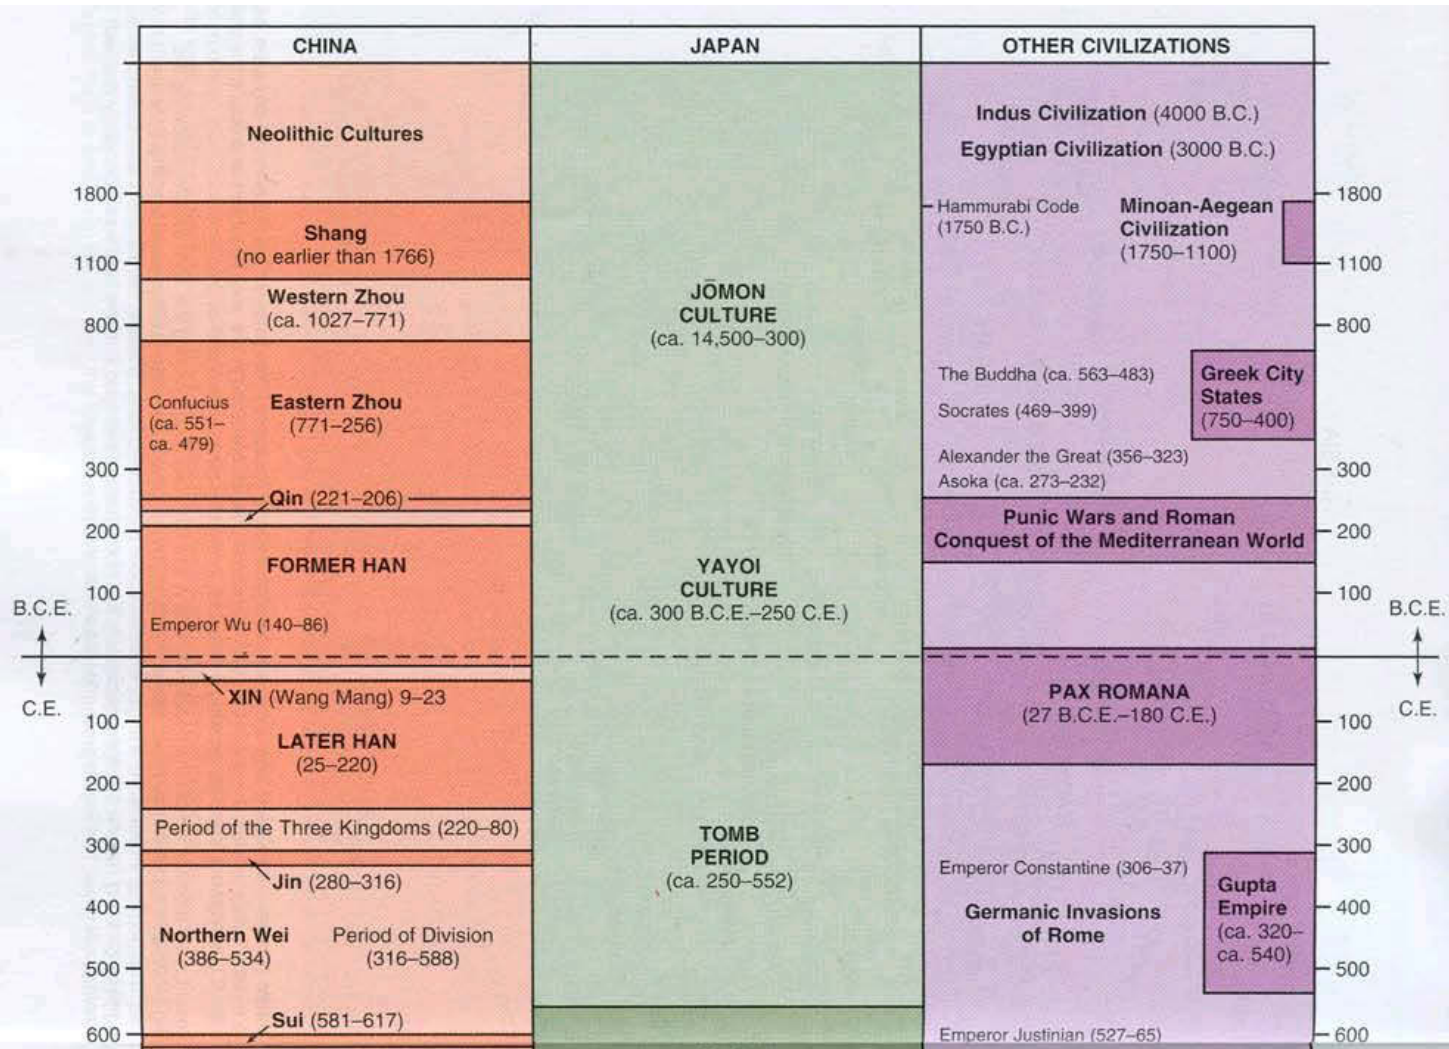 CHINA
JAPAN
OTHER CIVILIZATIONS
Neolithic Cultures
Indus Civilization (4000 B.C.)
Egyptian Civilization (3000 B.C.)
1800
1800
Hammurabi Code
(1750 B.C.)
Minoan-Aegean
Civilization
(1750–1100)
Shang
(no earlier than 1766)
1100
1100
Western Zhou
(ca. 1027–771)
JŌMON
CULTURE
(ca. 14,500–300)
800
800
Confucius
(ca. 551–
ca. 479)
Eastern Zhou
(771–256)
The Buddha (ca. 563–483)
Socrates (469–399)
Greek City
States
(750–400)
Alexander the Great (356–323)
Asoka (ca. 273–232)
300
300
Qin (221–206)
Punic Wars and Roman
Conquest of the Mediterranean World
200
200
FORMER HAN
YAYOI
CULTURE
(ca. 300 B.C.E.–250 C.E.)
100
100
Emperor Wu (140–86)
B.C.E.
B.C.E.
C.E.
C.E.
XIN (Wang Mang) 9–23
PAX ROMANA
(27 B.C.E.–180 C.E.)
100
100
LATER HAN
(25–220)
200
200
Period of the Three Kingdoms (220–80)
TOMB
PERIOD
(ca. 250–552)
300
300
Jin (280–316)
Emperor Constantine (306–37)
Gupta
Empire
(ca. 320–
ca. 540)
Germanic Invasions
of Rome
400
400
Northern Wei
(386–534)
Period of Division
(316–588)
500
500
Sui (581–617)
Emperor Justinian (527–65)
600
600